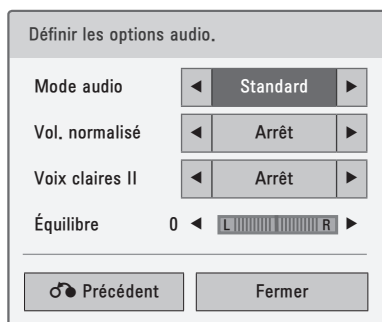 Définir les options audio.
Mode audio ◀ Standard ▶
Vol. normalisé ◀ Arrêt ▶
Voix claires II ◀ Arrêt ▶
Équilibre 0 ◀ L R ▶
Précédent Fermer